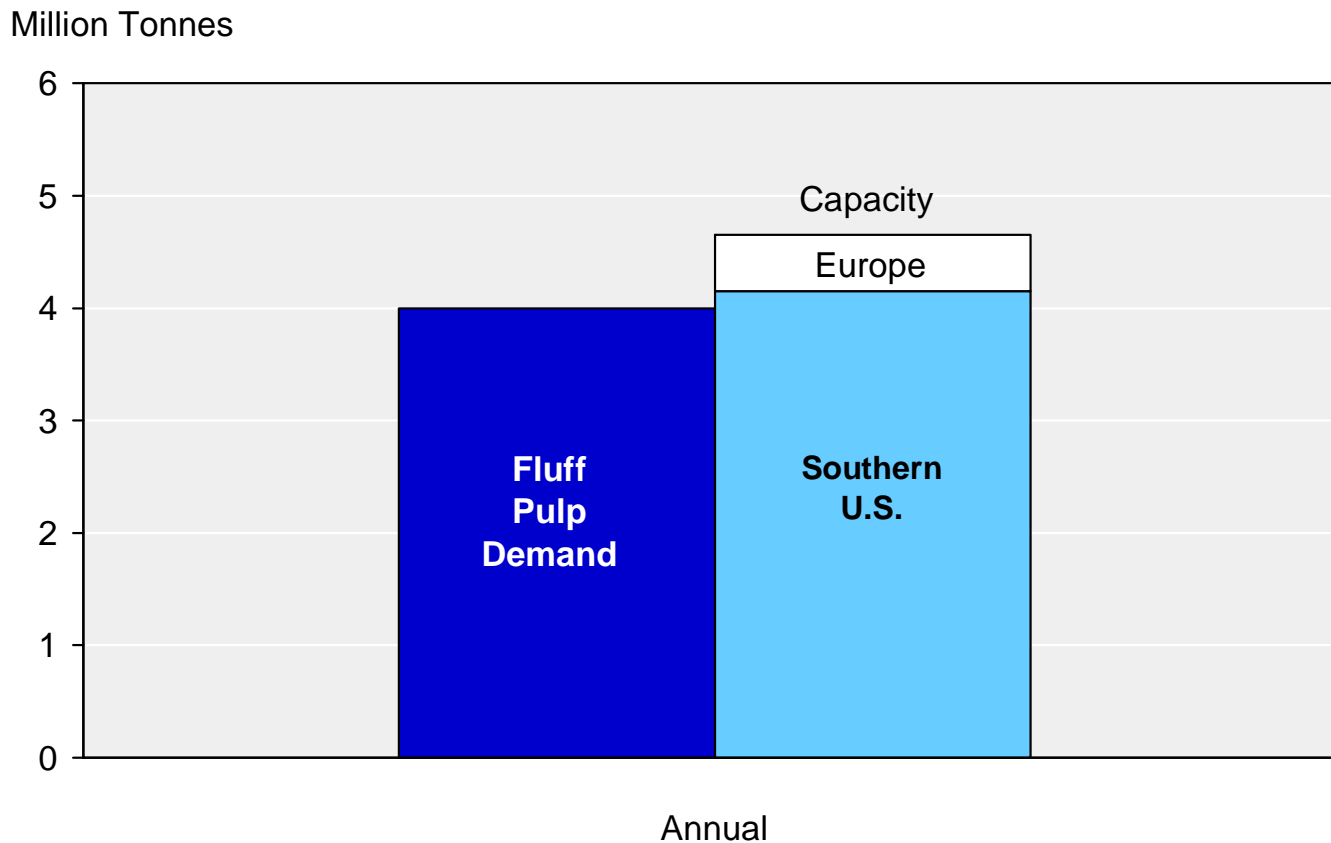 Million Tonnes
6
5
4
3
2
1
0
Capacity
Europe
Fluff
Pulp
Demand
Southern
U.S.
Annual